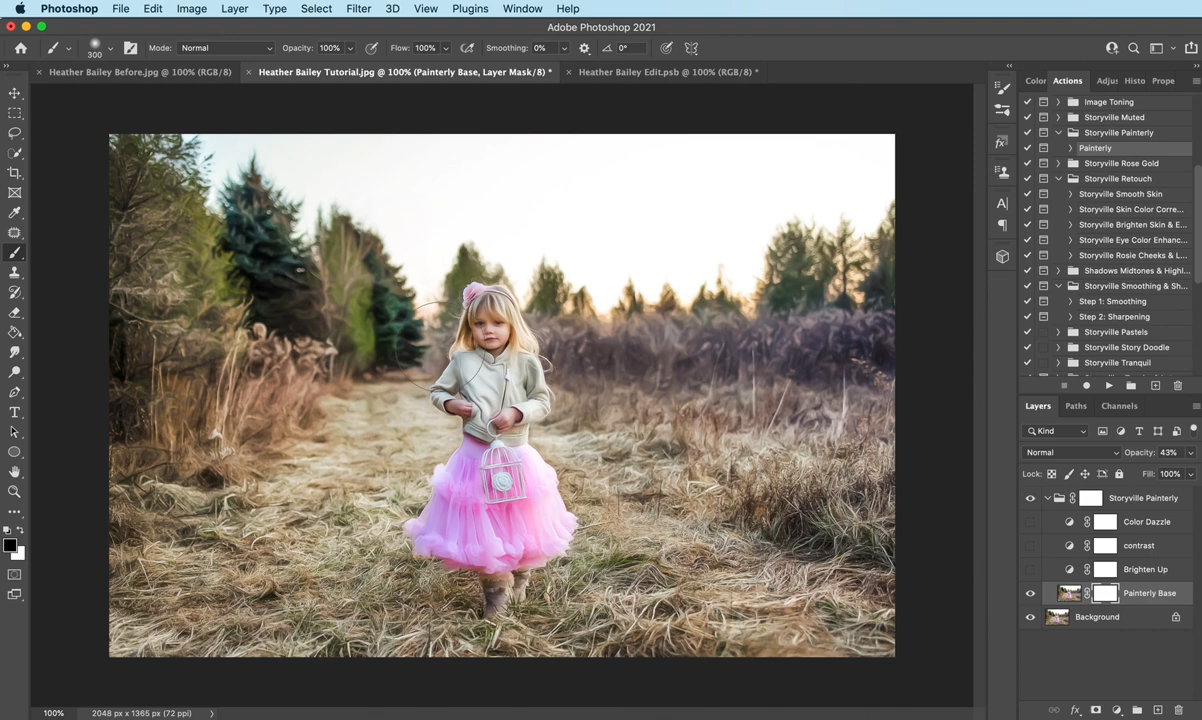 Photoshop File Edit Image Layer Type Select Filter 3D View Plugins Window Help
Adobe Photoshop 2021
300 Mode: Normal Opacity: 100% Flow: 100% Smoothing: 0% 0°
Heather Bailey Before.jpg @ 100% (RGB/8) Heather Bailey Tutorial.jpg @ 100% (Painterly Base, Layer Mask/8) * Heather Bailey Edit.psb @ 100% (RGB/8) *
Color Actions Adjus Histo Prope
Image Toning
Storyville Muted
Storyville Painterly
Painterly
Storyville Rose Gold
Storyville Retouch
Storyville Smooth Skin
Storyville Skin Color Corre...
Storyville Brighten Skin & E...
Storyville Eye Color Enhanc...
Storyville Rosie Cheeks & L...
Shadows Midtones & Highl...
Storyville Smoothing & Sh...
Step 1: Smoothing
Step 2: Sharpening
Storyville Pastels
Storyville Story Doodle
Storyville Tranquil
Layers Paths Channels
Kind
Normal Opacity: 43%
Lock: Fill: 100%
Storyville Painterly
Color Dazzle
contrast
Brighten Up
Painterly Base
Background
100% 2048 px x 1365 px (72 ppi)